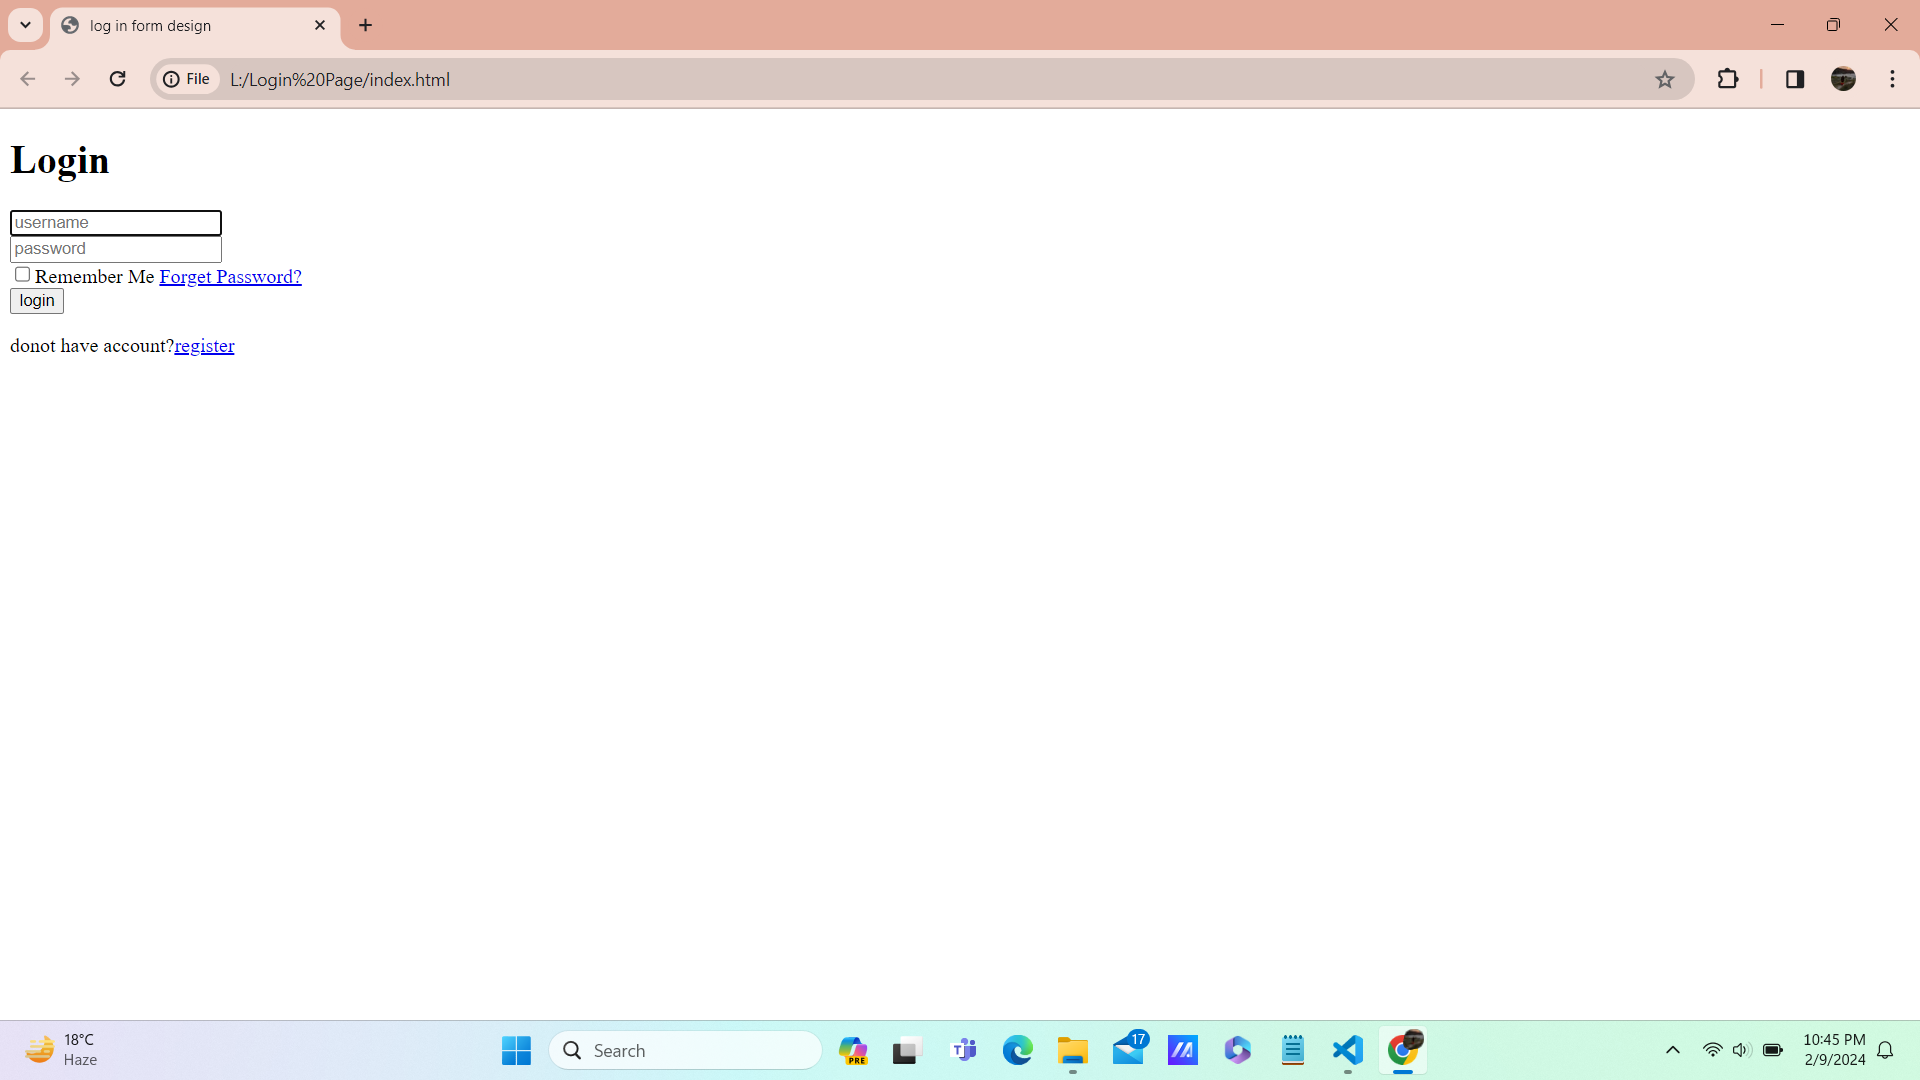 log in form design
File L:/Login%20Page/index.html
Login
username
password
Remember Me Forget Password?
login
donot have account?register
18°C
Haze
Search
PRE
17
10:45 PM
2/9/2024